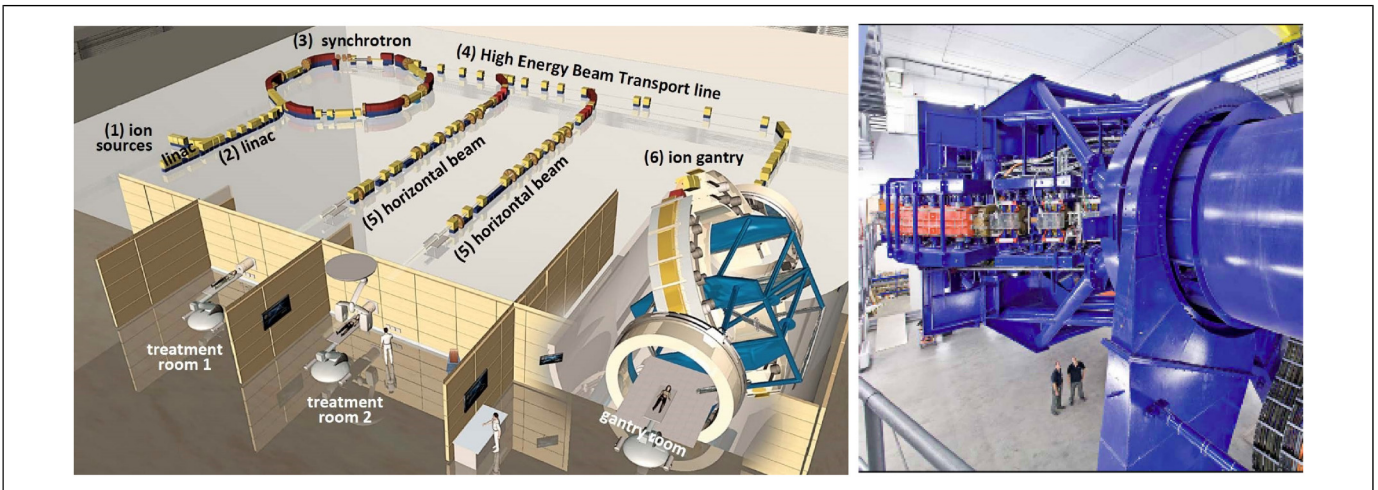 (3) synchrotron
(4) High Energy Beam Transport line
(1) ion
sources
linac
(2) linac
(5) horizontal beam
(5) horizontal beam
(6) ion gantry
treatment
room 1
treatment
room 2
gantry room